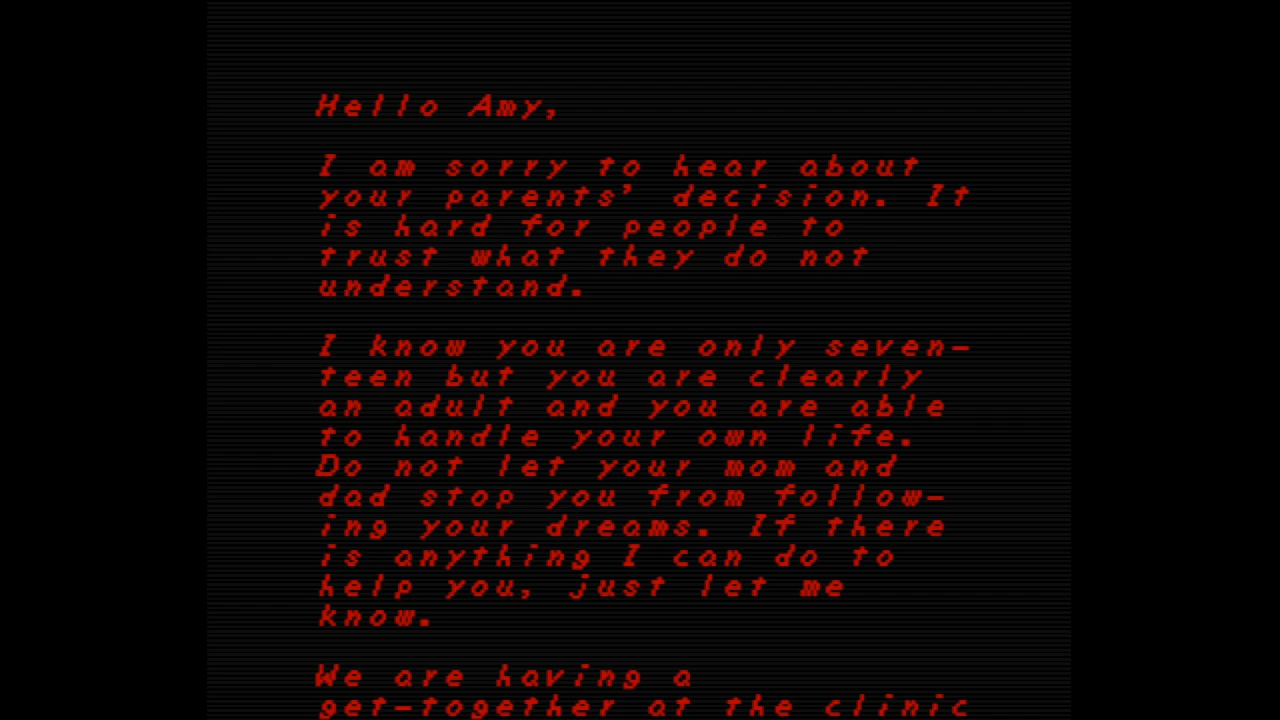 Hello Amy,
I am sorry to hear about
your parents' decision. It
is hard for people to
trust what they do not
understand.
I know you are only seven-
teen but you are clearly
an adult and you are able
to handle your own life.
Do not let your mom and
dad stop you from follow-
ing your dreams. If there
is anything I can do to
help you, just let me
know.
We are having a
get-together at the clinic